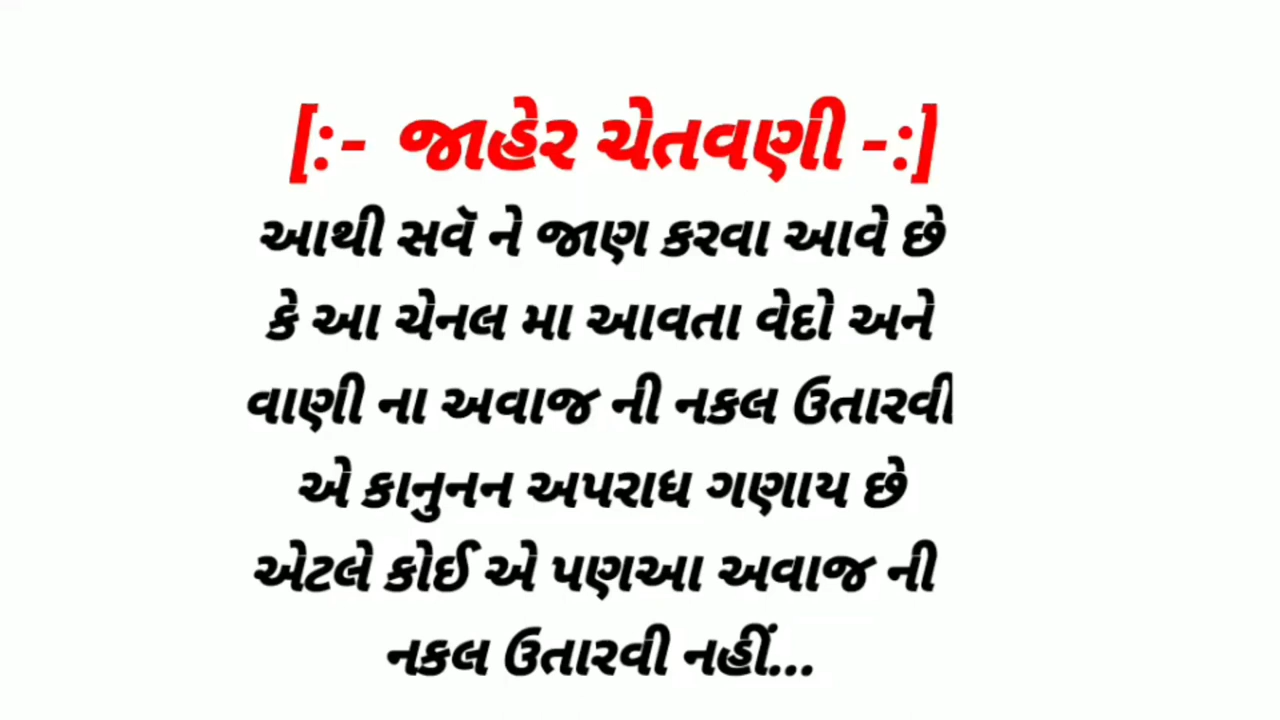 [:- જાહેર ચેતવણી -:]
આથી સવૅ ને જાણ કરવા આવે છે
કે આ ચેનલ મા આવતા વેદો અને
વાણી ના અવાજ ની નકલ ઉતારવી
એ કાનુનન અપરાધ ગણાય છે
એટલે કોઈ એ પણઆ અવાજ ની
નકલ ઉતારવી નહીં...